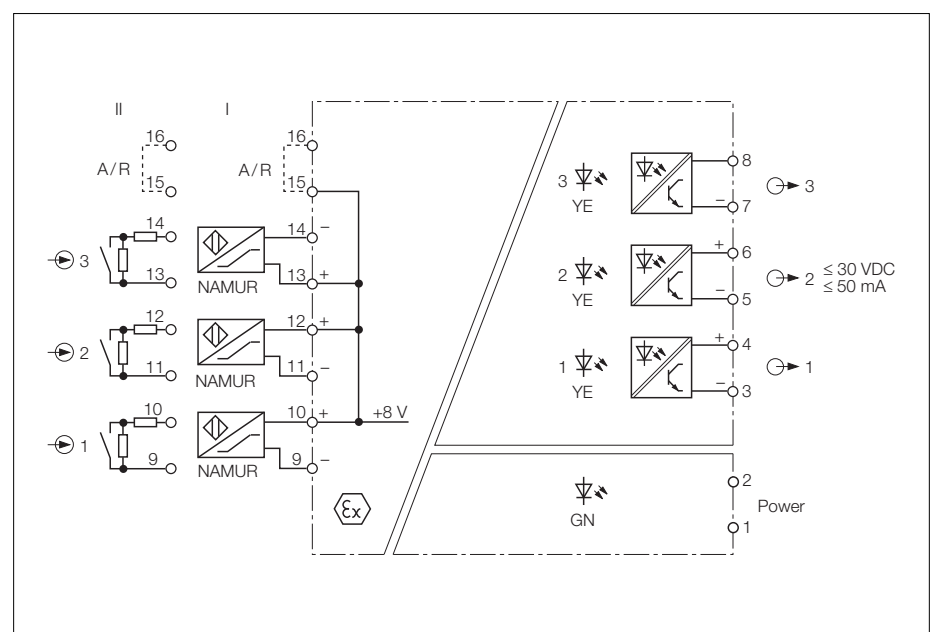 II I
16 16
A/R A/R
15 15
14 14 −
3
13 13 +
NAMUR
12 12 +
2
11 11 −
NAMUR
10 10 + +8 V
1
9 9 −
NAMUR
Ex
3 YE
8
− 7
3
2 YE
+ 6
− 5
2 ≤ 30 VDC
≤ 50 mA
1 YE
+ 4
− 3
1
GN
2
Power
1